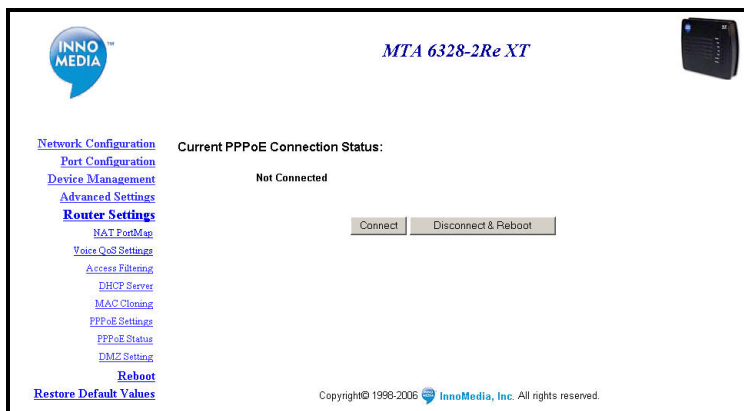 INNO
MEDIA™
MTA 6328-2Re XT
Network Configuration
Port Configuration
Device Management
Advanced Settings
Router Settings
NAT PortMap
Voice QoS Settings
Access Filtering
DHCP Server
MAC Cloning
PPPoE Settings
PPPoE Status
DMZ Setting
Reboot
Restore Default Values
Current PPPoE Connection Status:
Not Connected
Connect
Disconnect & Reboot
Copyright© 1998-2006 InnoMedia, Inc. All rights reserved.